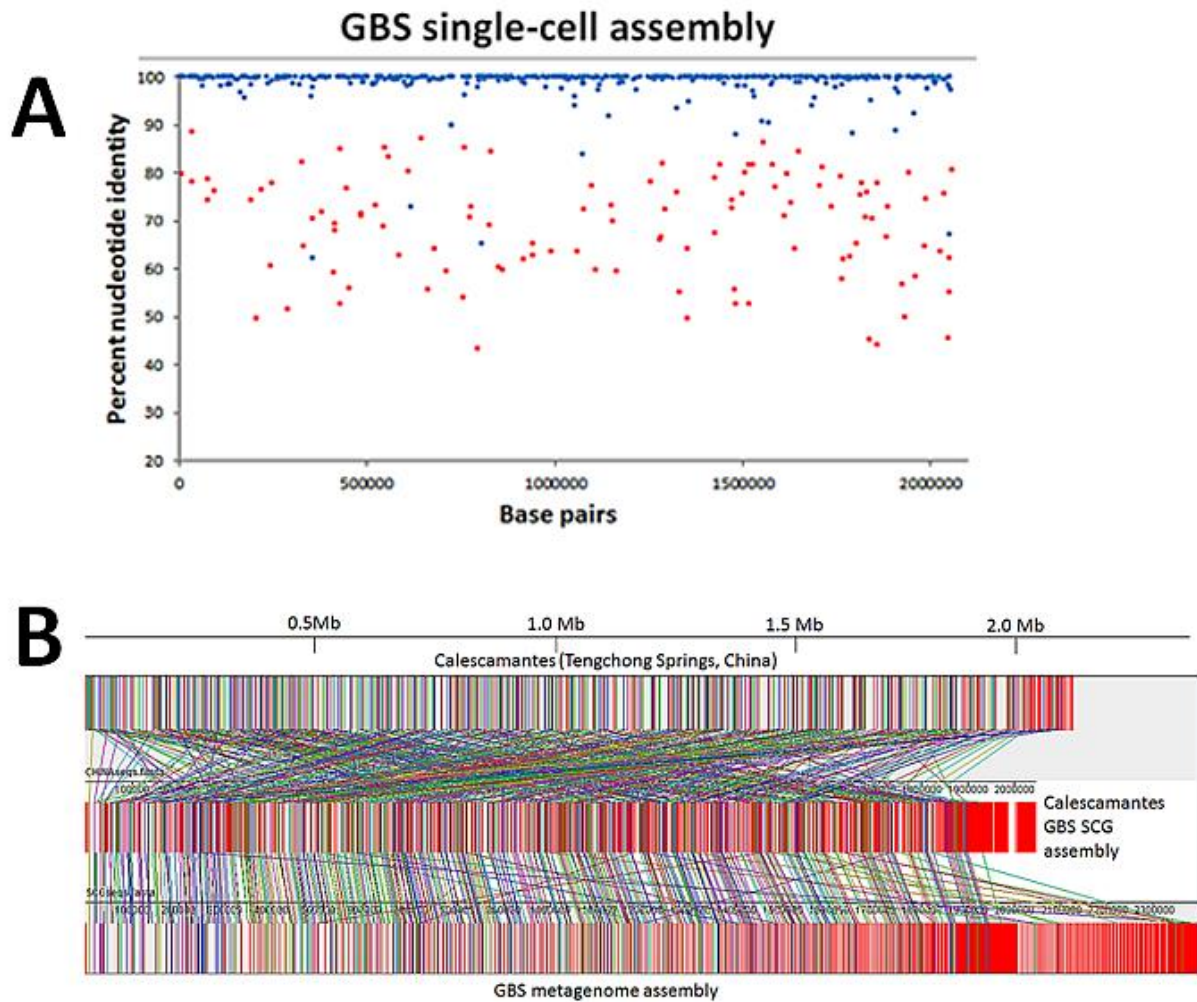 GBS single-cell assembly
A
Percent nucleotide identity
100
90
80
70
60
50
40
30
20
0
500000
1000000
1500000
2000000
Base pairs
B
0.5Mb
1.0 Mb
1.5 Mb
2.0 Mb
Calescamantes (Tengchong Springs, China)
1900000 2000000
Calescamantes
GBS SCG
assembly
GBS metagenome assembly